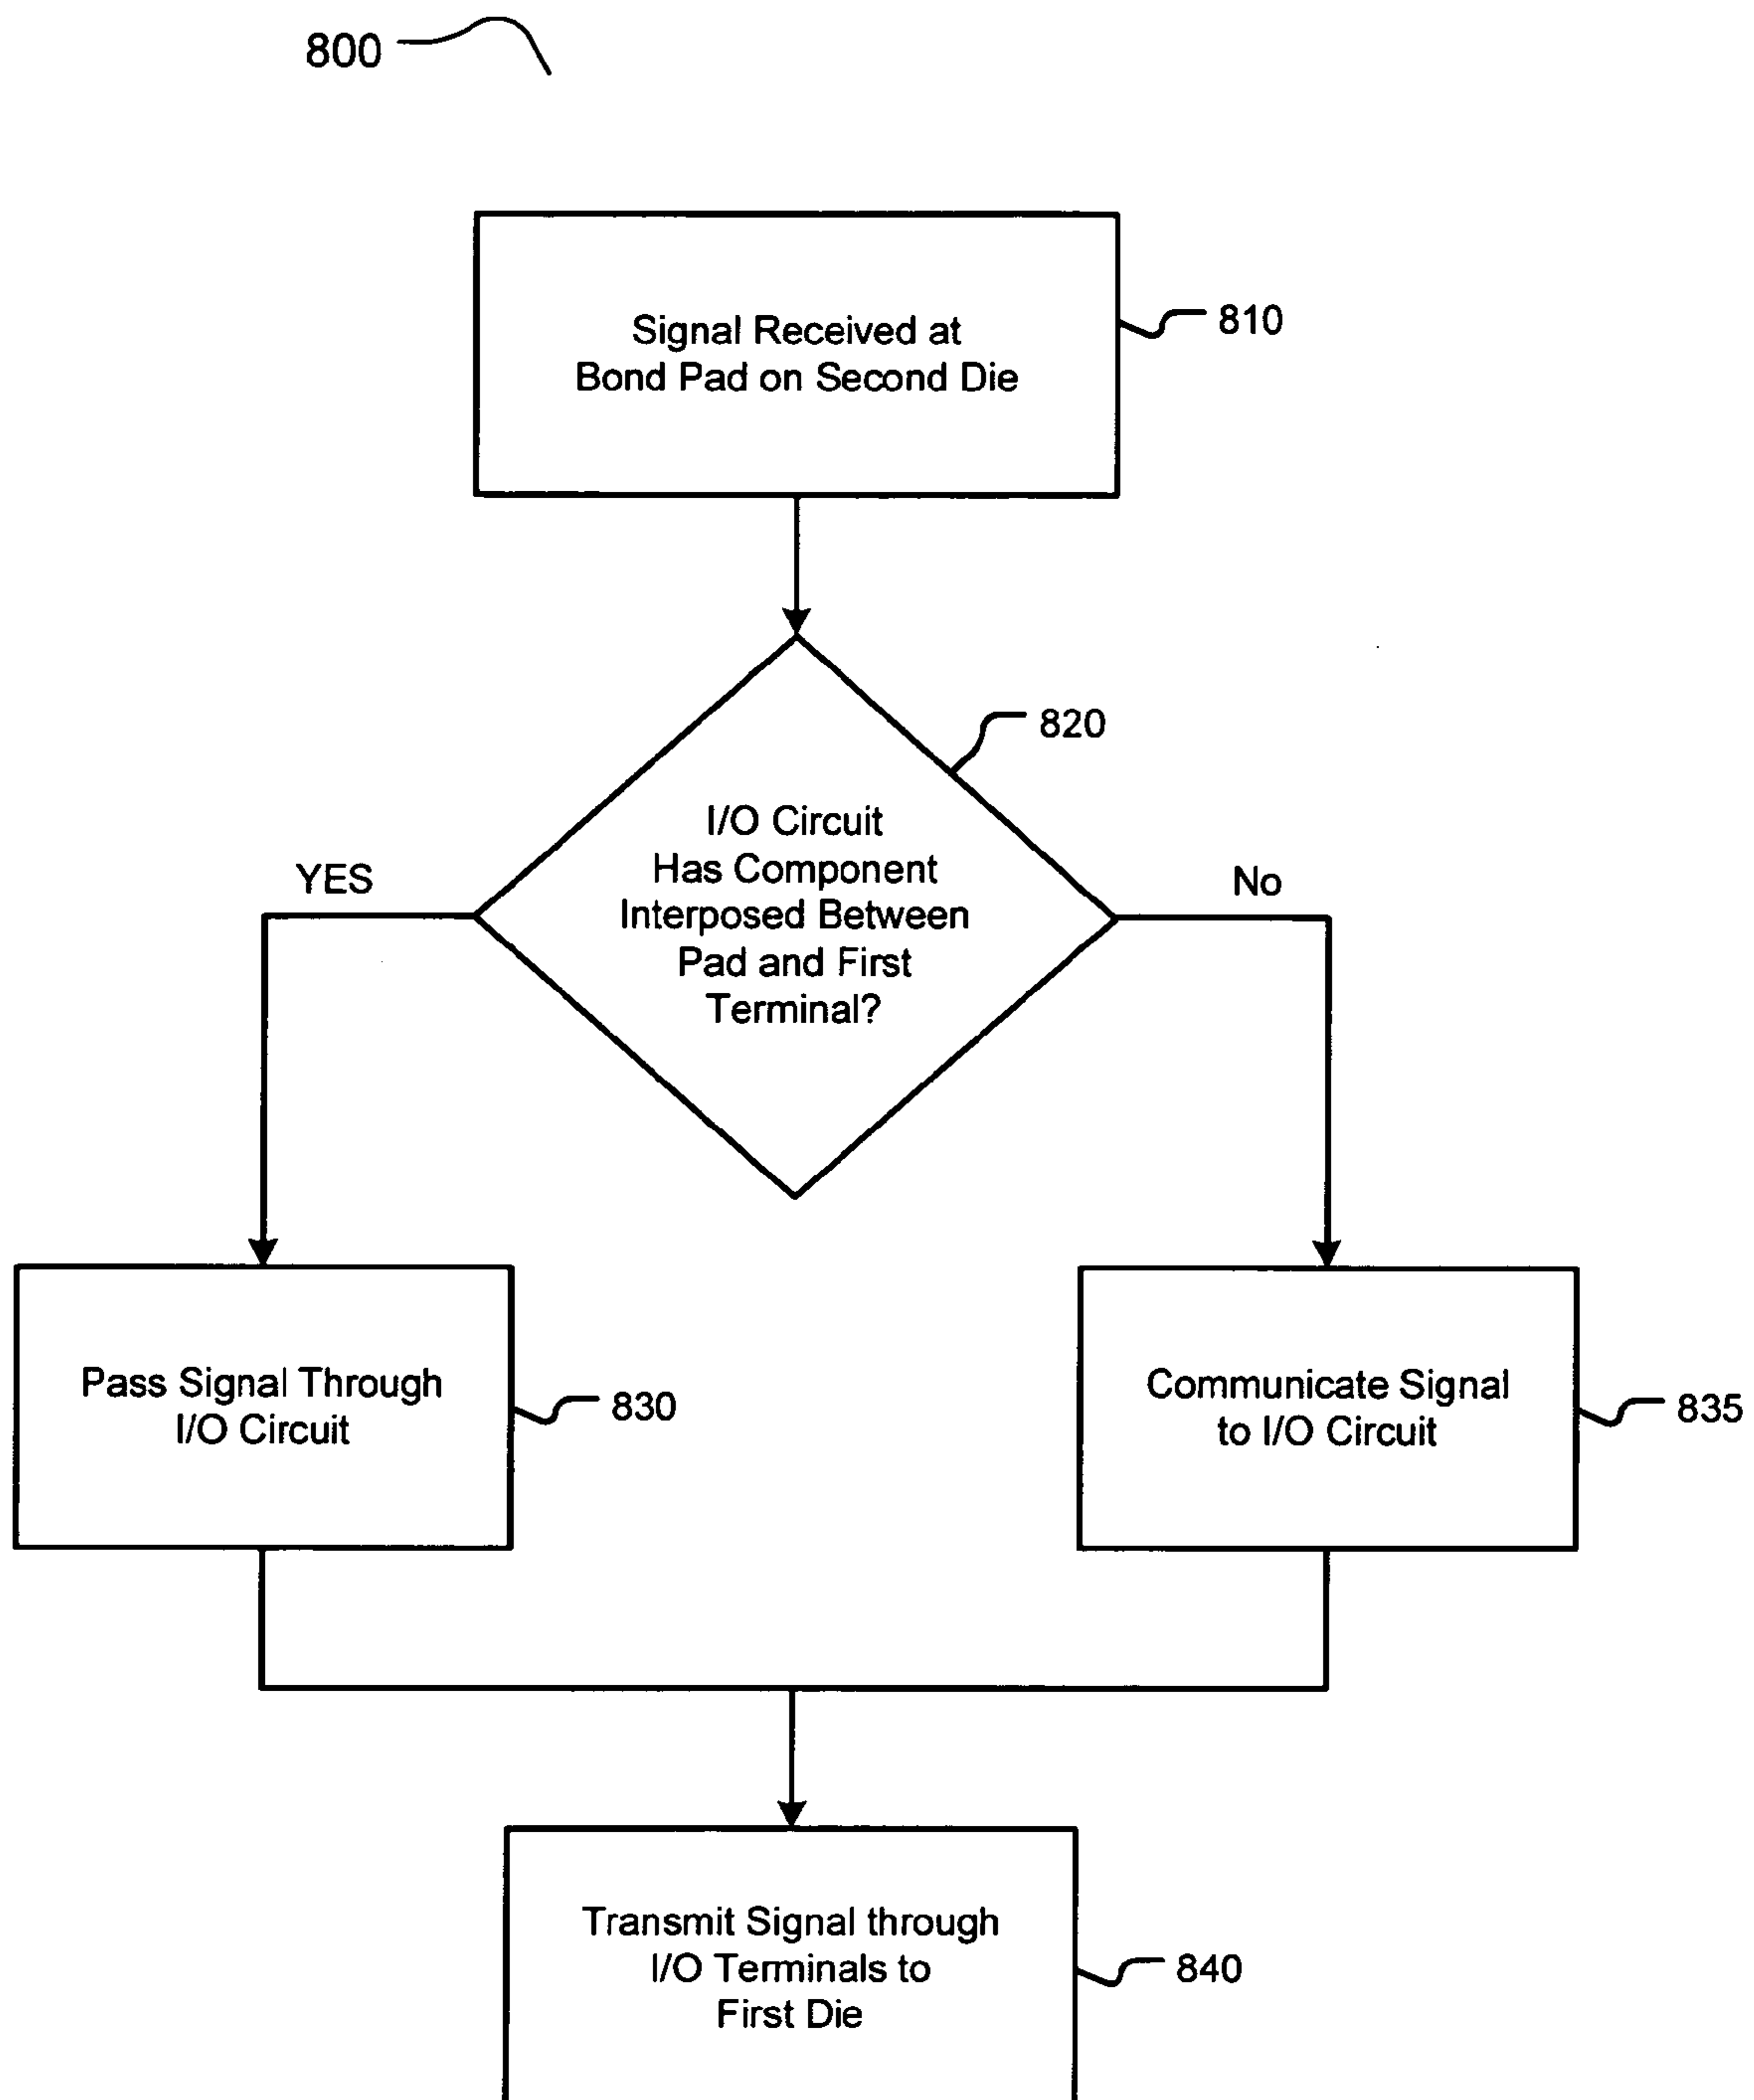 800
Signal Received at
Bond Pad on Second Die
810
820
I/O Circuit
Has Component
Interposed Between
Pad and First
Terminal?
YES
No
Pass Signal Through
I/O Circuit
830
Communicate Signal
to I/O Circuit
835
Transmit Signal through
I/O Terminals to
First Die
840